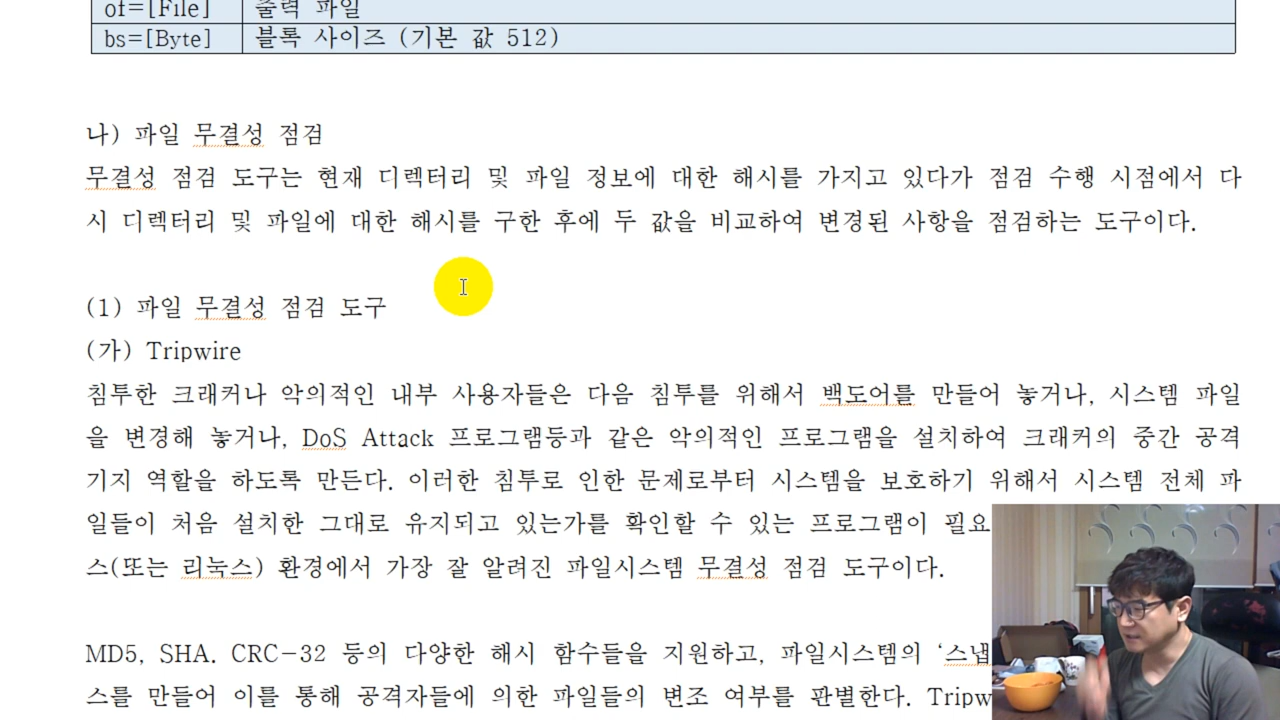 of=[File] 출력 파일
bs=[Byte] 블록 사이즈 (기본 값 512)
나) 파일 무결성 점검
무결성 점검 도구는 현재 디렉터리 및 파일 정보에 대한 해시를 가지고 있다가 점검 수행 시점에서 다
시 디렉터리 및 파일에 대한 해시를 구한 후에 두 값을 비교하여 변경된 사항을 점검하는 도구이다.
(1) 파일 무결성 점검 도구
(가) Tripwire
침투한 크래커나 악의적인 내부 사용자들은 다음 침투를 위해서 백도어를 만들어 놓거나, 시스템 파일
을 변경해 놓거나, DoS Attack 프로그램등과 같은 악의적인 프로그램을 설치하여 크래커의 중간 공격
기지 역할을 하도록 만든다. 이러한 침투로 인한 문제로부터 시스템을 보호하기 위해서 시스템 전체 파
일들이 처음 설치한 그대로 유지되고 있는가를 확인할 수 있는 프로그램이 필요
스(또는 리눅스) 환경에서 가장 잘 알려진 파일시스템 무결성 점검 도구이다.
MD5, SHA. CRC-32 등의 다양한 해시 함수들을 지원하고, 파일시스템의 ‘스냅
스를 만들어 이를 통해 공격자들에 의한 파일들의 변조 여부를 판별한다. Tripw